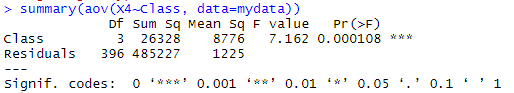 > summary(aov(X4~Class, data=mydata))
Df Sum Sq Mean Sq F value Pr(>F)
Class 3 26328 8776 7.162 0.000108 ***
Residuals 396 485227 1225
---
Signif. codes: 0 ‘***’ 0.001 ‘**’ 0.01 ‘*’ 0.05 ‘.’ 0.1 ‘ ’ 1